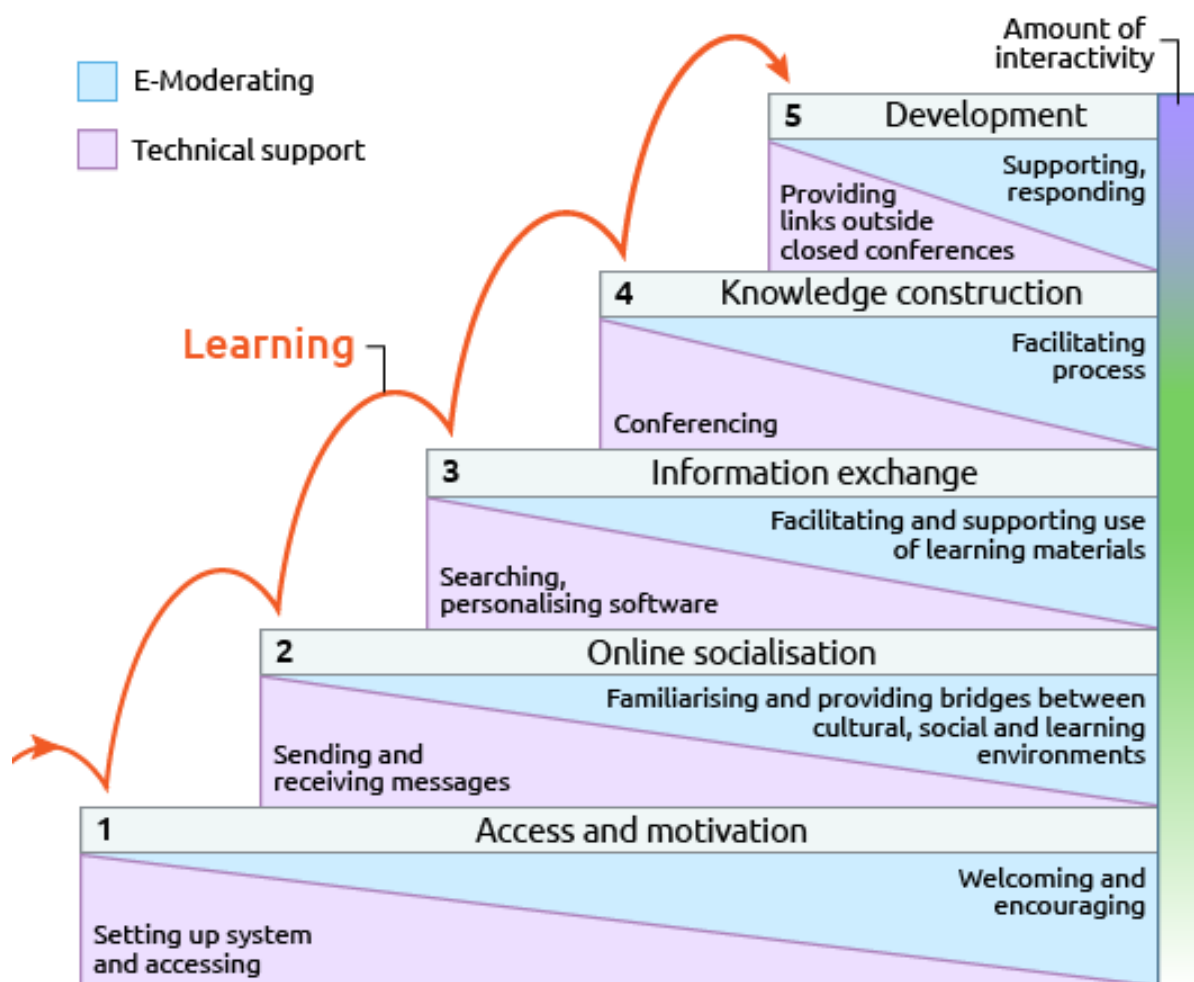 Amount of
interactivity
E-Moderating
Technical support
5 Development
Supporting,
responding
Providing
links outside
closed conferences
4 Knowledge construction
Facilitating
process
Conferencing
Learning
3 Information exchange
Facilitating and supporting use
of learning materials
Searching,
personalising software
2 Online socialisation
Familiarising and providing bridges between
cultural, social and learning
environments
Sending and
receiving messages
1 Access and motivation
Welcoming and
encouraging
Setting up system
and accessing